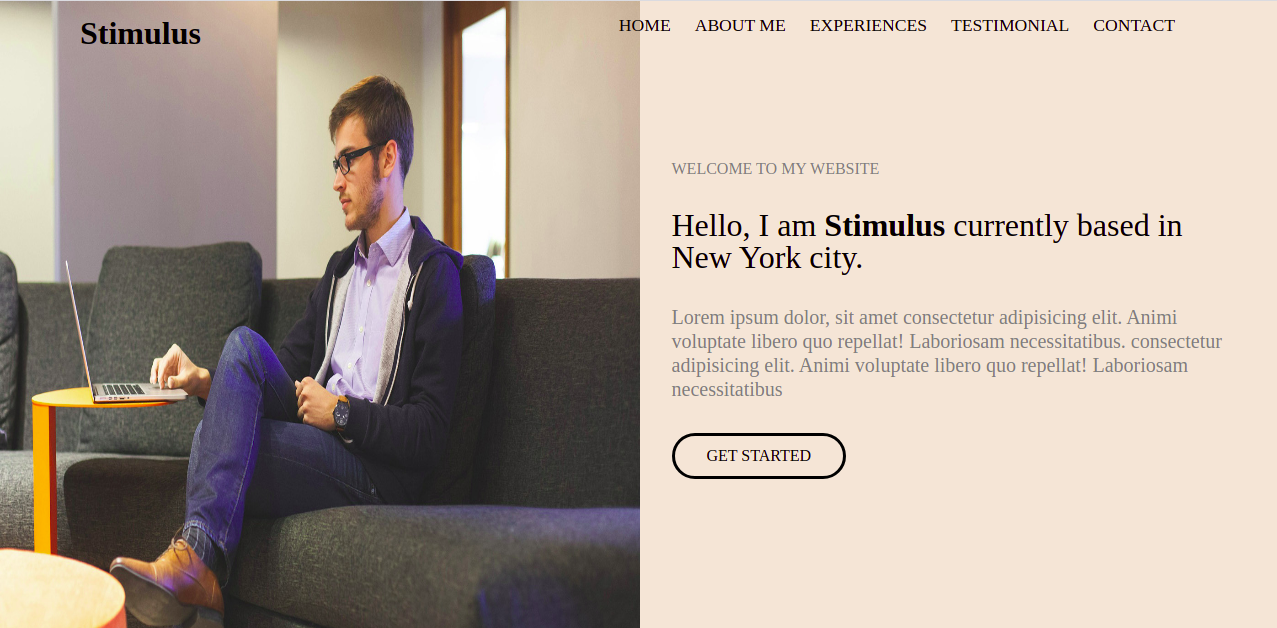 Stimulus
HOME ABOUT ME EXPERIENCES TESTIMONIAL CONTACT
WELCOME TO MY WEBSITE
Hello, I am Stimulus currently based in
New York city.
Lorem ipsum dolor, sit amet consectetur adipisicing elit. Animi
voluptate libero quo repellat! Laboriosam necessitatibus. consectetur
adipisicing elit. Animi voluptate libero quo repellat! Laboriosam
necessitatibus
GET STARTED